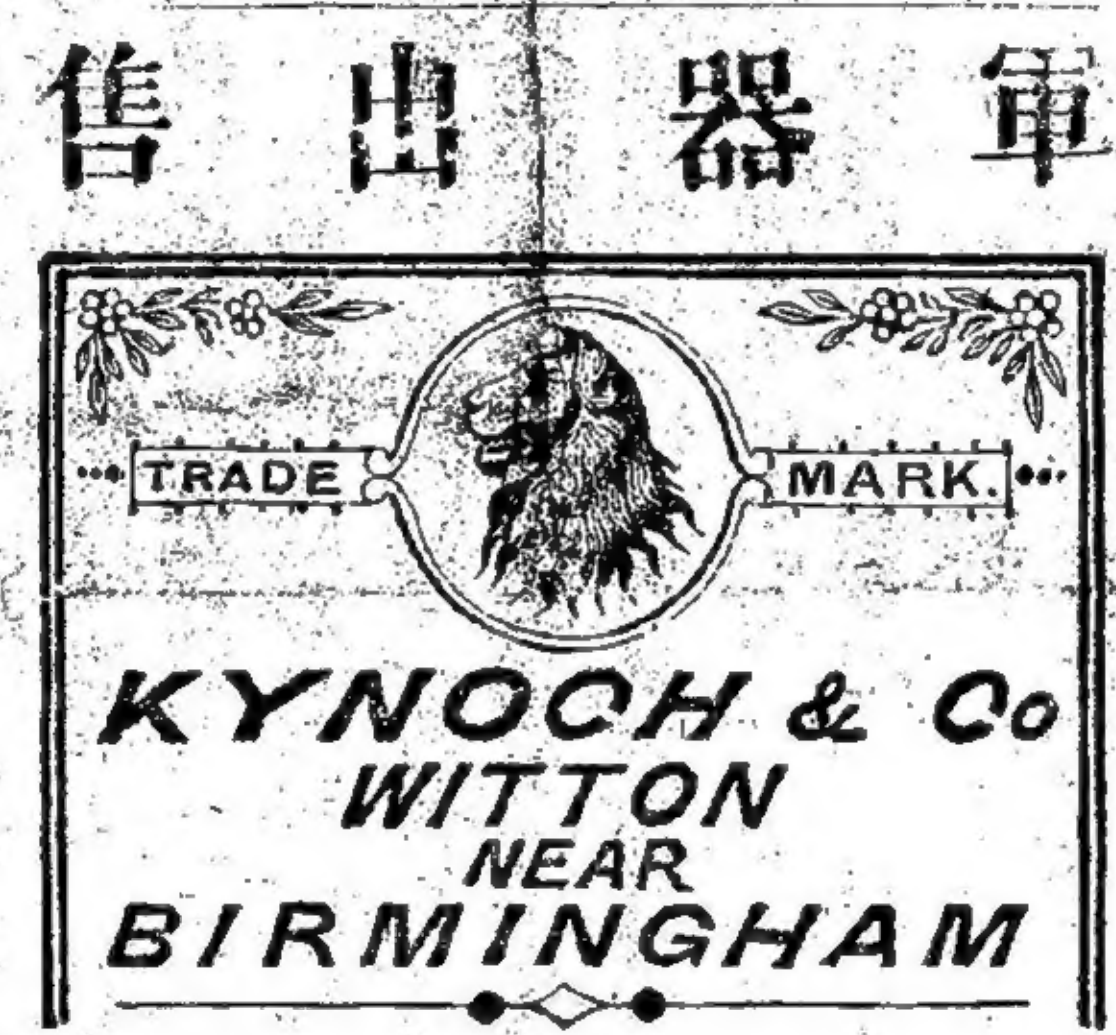 軍器出售
TRADE MARK.
KYNOCH & Co
WITTON
NEAR
BIRMINGHAM